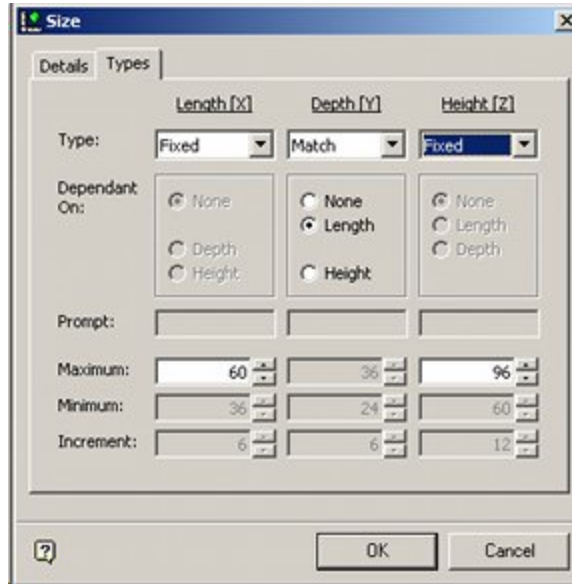 Size
Details Types
Length [X] Depth [Y] Height [Z]
Type: Fixed Match Fixed
Dependant On: None None None
Length Length
Depth Depth
Height Height
Prompt:
Maximum: 60 36 96
Minimum: 36 24 60
Increment: 6 6 12
OK Cancel